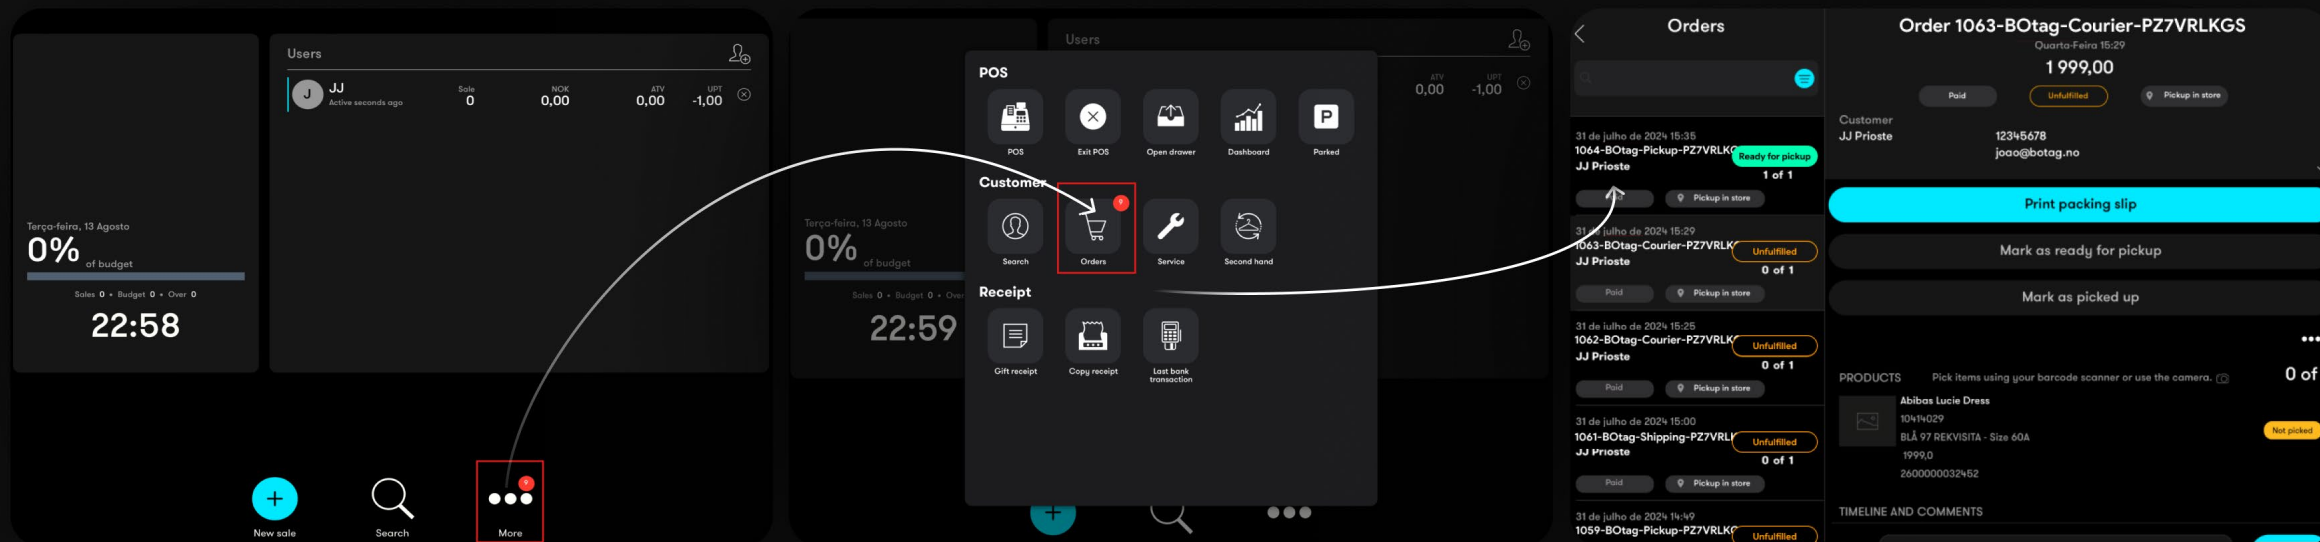 Users
JJ
Active seconds ago
Sale
0
NOK
0,00
ATV
0,00
UPT
-1,00
J
Terça-feira, 13 Agosto
0%
of budget
Sales 0 • Budget 0 • Over 0
22:58
New sale
Search
9
More
Users
ATV
0,00
UPT
-1,00
Terça-feira, 13 Agosto
0%
of budget
Sales 0 • Budget 0 • Over
22:59
POS
POS
Exit POS
Open drawer
Dashboard
P
Parked
Customer
9
Search
Orders
Service
Second hand
Receipt
Gift receipt
Copy receipt
Last bank
transaction
Orders
31 de julho de 2024 15:35
1064-BOtag-Pickup-PZ7VRLKG
Ready for pickup
JJ Prioste
1 of 1
Pickup in store
31 de julho de 2024 15:29
1063-BOtag-Courier-PZ7VRLK
Unfulfilled
JJ Prioste
0 of 1
Paid
Pickup in store
31 de julho de 2024 15:25
1062-BOtag-Courier-PZ7VRLK
Unfulfilled
JJ Prioste
0 of 1
Paid
Pickup in store
31 de julho de 2024 15:00
1061-BOtag-Shipping-PZ7VRLI
Unfulfilled
JJ Prioste
0 of 1
Paid
Pickup in store
31 de julho de 2024 14:49
1059-BOtag-Pickup-PZ7VRLKG
Unfulfilled
Order 1063-BOtag-Courier-PZ7VRLKGS
Quarta-Feira 15:29
1 999,00
Paid
Unfulfilled
Pickup in store
Customer
JJ Prioste
12345678
joao@botag.no
Print packing slip
Mark as ready for pickup
Mark as picked up
PRODUCTS
Pick items using your barcode scanner or use the camera.
0 of
Abibas Lucie Dress
10414029
BLÅ 97 REKVISITA - Size 60A
Not picked
1999,0
2600000032452
TIMELINE AND COMMENTS